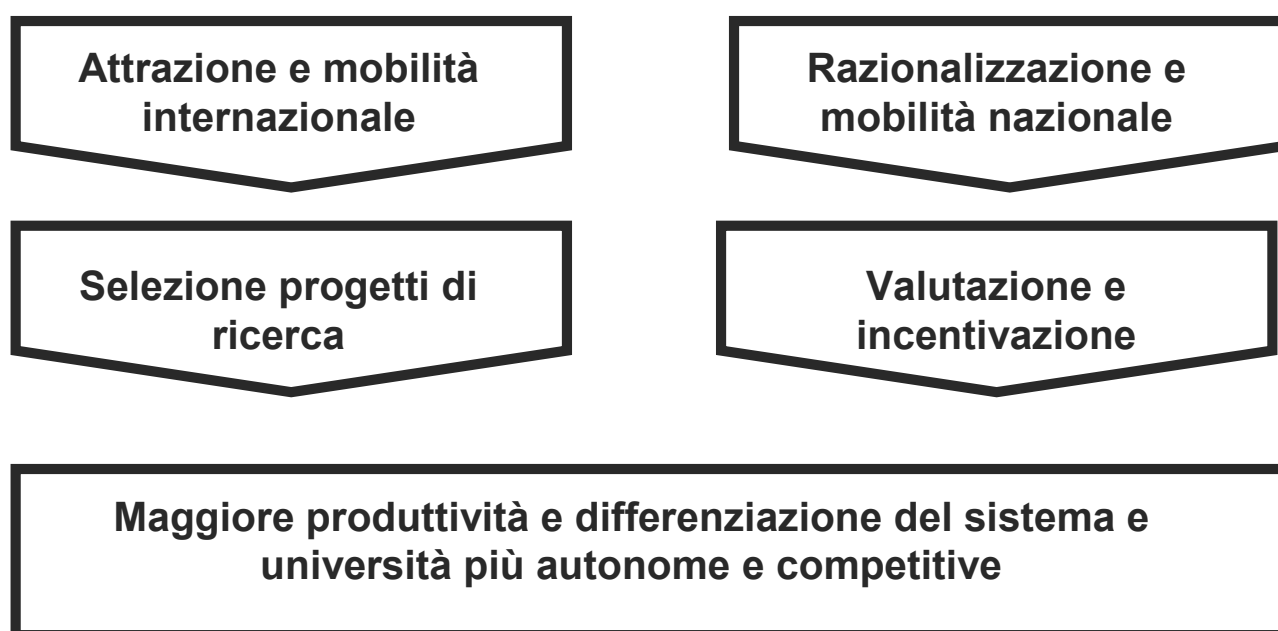 Attrazione e mobilità
internazionale
Razionalizzazione e
mobilità nazionale
Selezione progetti di
ricerca
Valutazione e
incentivazione
Maggiore produttività e differenziazione del sistema e
università più autonome e competitive